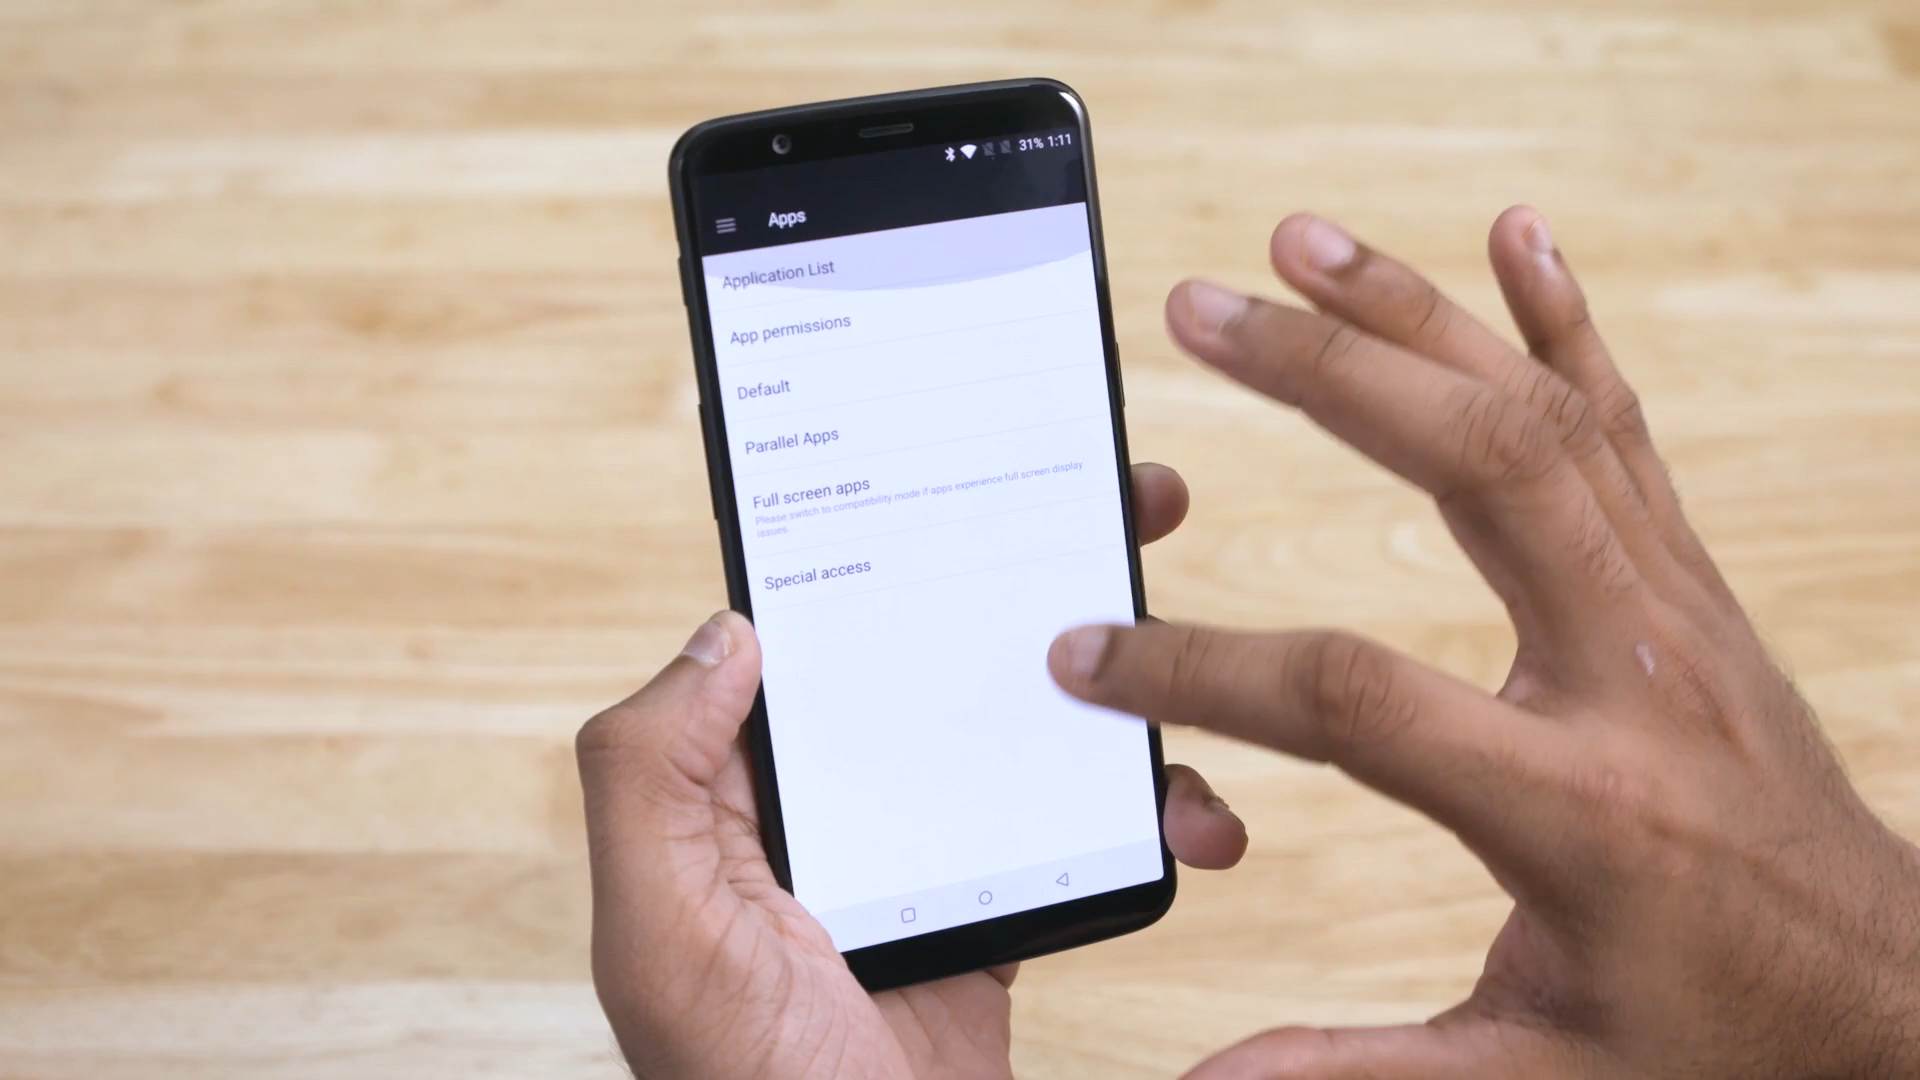 31% 1:11
Apps
Application List
App permissions
Default
Parallel Apps
Full screen apps
Please switch to compatibility mode if apps experience full screen display
issues.
Special access